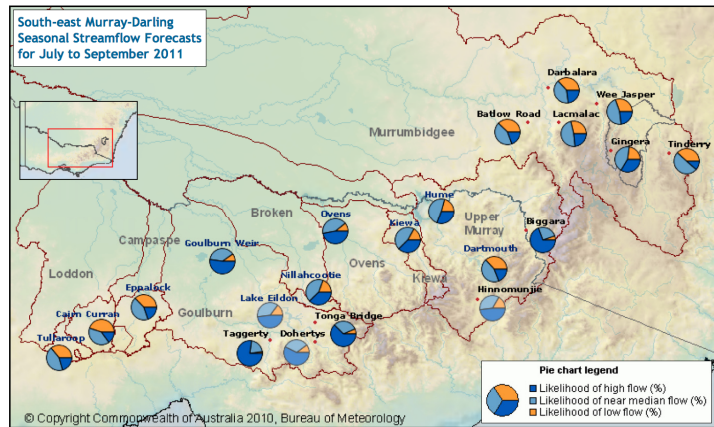 South-east Murray-Darling
Seasonal Streamflow Forecasts
for July to September 2011
Darbalara
Wee Jasper
Batlow Road
Lacmalac
Murrumbidgee
Gingera
Tinderry
Hume
Broken
Ovens
Kiewa
Upper
Murray
Biggara
Campaspe
Goulburn Weir
Ovens
Dartmouth
Loddon
Nillahcootie
Kiewa
Eppalock
Lake Eildon
Hinnomunjie
Cairn Curran
Goulburn
Tonga Bridge
Tullaroop
Taggerty
Dohertys
Pie chart legend
Likelihood of high flow (%)
Likelihood of near median flow (%)
Likelihood of low flow (%)
© Copyright Commonwealth of Australia 2010, Bureau of Meteorology